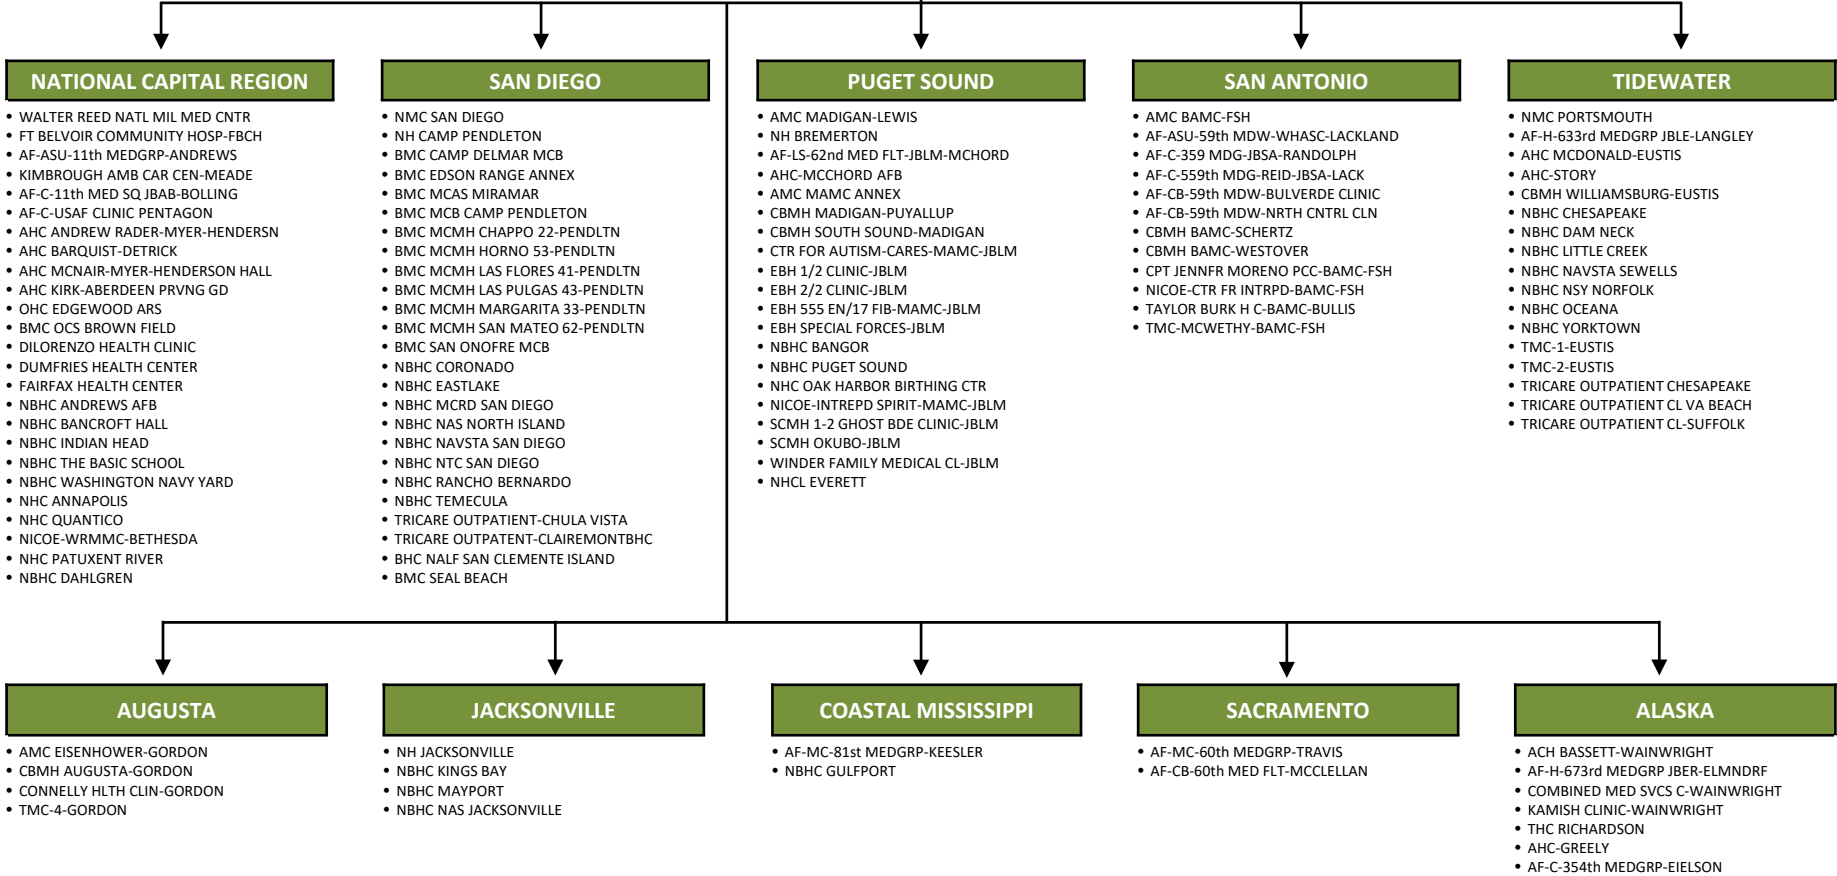 NATIONAL CAPITAL REGION
• WALTER REED NATL MIL MED CNTR
• FT BELVOIR COMMUNITY HOSP-FBCH
• AF-ASU-11th MEDGRP-ANDREWS
• KIMBROUGH AMB CAR CEN-MEADE
• AF-C-11th MED SQ JBAB-BOLLING
• AF-C-USAF CLINIC PENTAGON
• AHC ANDREW RADER-MYER-HENDERSN
• AHC BARQUIST-DETRICK
• AHC MCNAIR-MYER-HENDERSON HALL
• AHC KIRK-ABERDEEN PRVNG GD
• OHC EDGEWOOD ARS
• BMC OCS BROWN FIELD
• DILORENZO HEALTH CLINIC
• DUMFRIES HEALTH CENTER
• FAIRFAX HEALTH CENTER
• NBHC ANDREWS AFB
• NBHC BANCROFT HALL
• NBHC INDIAN HEAD
• NBHC THE BASIC SCHOOL
• NBHC WASHINGTON NAVY YARD
• NHC ANNAPOLIS
• NHC QUANTICO
• NICOE-WRMMC-BETHESDA
• NHC PATUXENT RIVER
• NBHC DAHLGREN
SAN DIEGO
• NMC SAN DIEGO
• NH CAMP PENDLETON
• BMC CAMP DELMAR MCB
• BMC EDSON RANGE ANNEX
• BMC MCAS MIRAMAR
• BMC MCB CAMP PENDLETON
• BMC MCMH CHAPPO 22-PENDLTN
• BMC MCMH HORNO 53-PENDLTN
• BMC MCMH LAS FLORES 41-PENDLTN
• BMC MCMH LAS PULGAS 43-PENDLTN
• BMC MCMH MARGARITA 33-PENDLTN
• BMC MCMH SAN MATEO 62-PENDLTN
• BMC SAN ONOFRE MCB
• NBHC CORONADO
• NBHC EASTLAKE
• NBHC MCRD SAN DIEGO
• NBHC NAS NORTH ISLAND
• NBHC NAVSTA SAN DIEGO
• NBHC NTC SAN DIEGO
• NBHC RANCHO BERNARDO
• NBHC TEMECULA
• TRICARE OUTPATIENT-CHULA VISTA
• TRICARE OUTPATENT-CLAIREMONTBHC
• BHC NALF SAN CLEMENTE ISLAND
• BMC SEAL BEACH
PUGET SOUND
• AMC MADIGAN-LEWIS
• NH BREMERTON
• AF-LS-62nd MED FLT-JBLM-MCHORD
• AHC-MCCHORD AFB
• AMC MAMC ANNEX
• CBMH MADIGAN-PUYALLUP
• CBMH SOUTH SOUND-MADIGAN
• CTR FOR AUTISM-CARES-MAMC-JBLM
• EBH 1/2 CLINIC-JBLM
• EBH 2/2 CLINIC-JBLM
• EBH 555 EN/17 FIB-MAMC-JBLM
• EBH SPECIAL FORCES-JBLM
• NBHC BANGOR
• NBHC PUGET SOUND
• NHC OAK HARBOR BIRTHING CTR
• NICOE-INTREPD SPIRIT-MAMC-JBLM
• SCMH 1-2 GHOST BDE CLINIC-JBLM
• SCMH OKUBO-JBLM
• WINDER FAMILY MEDICAL CL-JBLM
• NHCL EVERETT
SAN ANTONIO
• AMC BAMC-FSH
• AF-ASU-59th MDW-WHASC-LACKLAND
• AF-C-359 MDG-JBSA-RANDOLPH
• AF-C-559th MDG-REID-JBSA-LACK
• AF-CB-59th MDW-BULVERDE CLINIC
• AF-CB-59th MDW-NRTH CNTRL CLN
• CBMH BAMC-SCHERTZ
• CBMH BAMC-WESTOVER
• CPT JENNFR MORENO PCC-BAMC-FSH
• NICOE-CTR FR INTRPD-BAMC-FSH
• TAYLOR BURK H C-BAMC-BULLIS
• TMC-MCWETHY-BAMC-FSH
TIDEWATER
• NMC PORTSMOUTH
• AF-H-633rd MEDGRP JBLE-LANGLEY
• AHC MCDONALD-EUSTIS
• AHC-STORY
• CBMH WILLIAMSBURG-EUSTIS
• NBHC CHESAPEAKE
• NBHC DAM NECK
• NBHC LITTLE CREEK
• NBHC NAVSTA SEWELLS
• NBHC NSY NORFOLK
• NBHC OCEANA
• NBHC YORKTOWN
• TMC-1-EUSTIS
• TMC-2-EUSTIS
• TRICARE OUTPATIENT CHESAPEAKE
• TRICARE OUTPATIENT CL VA BEACH
• TRICARE OUTPATIENT CL-SUFFOLK
AUGUSTA
• AMC EISENHOWER-GORDON
• CBMH AUGUSTA-GORDON
• CONNELLY HLTH CLIN-GORDON
• TMC-4-GORDON
JACKSONVILLE
• NH JACKSONVILLE
• NBHC KINGS BAY
• NBHC MAYPORT
• NBHC NAS JACKSONVILLE
COASTAL MISSISSIPPI
• AF-MC-81st MEDGRP-KEESLER
• NBHC GULFPORT
SACRAMENTO
• AF-MC-60th MEDGRP-TRAVIS
• AF-CB-60th MED FLT-MCCLELLAN
ALASKA
• ACH BASSETT-WAINWRIGHT
• AF-H-673rd MEDGRP JBER-ELMNDRF
• COMBINED MED SVCS C-WAINWRIGHT
• KAMISH CLINIC-WAINWRIGHT
• THC RICHARDSON
• AHC-GREELY
• AF-C-354th MEDGRP-EIELSON